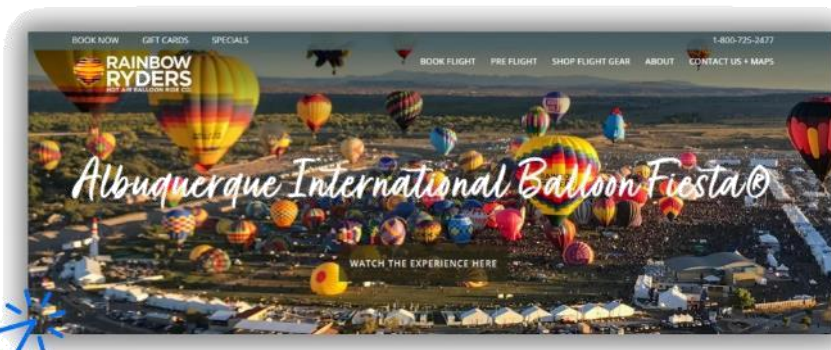 BOOK NOW GIFT CARDS SPECIALS 1-800-725-2477
RAINBOW
RYDERS
HOT AIR BALLOON RIDE CO.
BOOK FLIGHT PRE FLIGHT SHOP FLIGHT GEAR ABOUT CONTACT US + MAPS
Albuquerque International Balloon Fiesta®
WATCH THE EXPERIENCE HERE